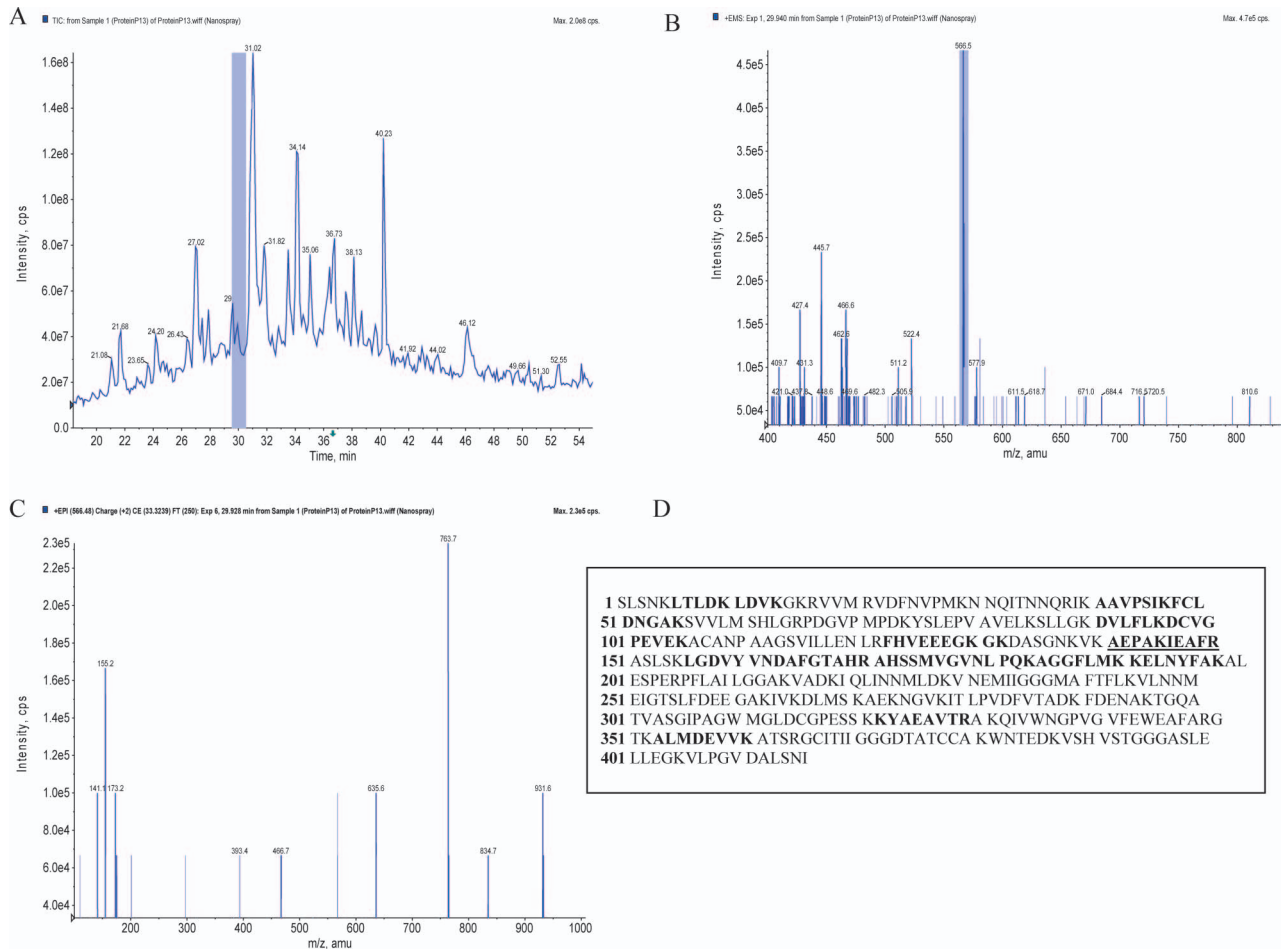 A
TIC: from Sample 1 (ProteinP13) of ProteinP13.wiff (Nanospray)
Max. 2.0e8 cps.
Intensity, cps
1.6e8
1.4e8
1.2e8
1.0e8
8.0e7
6.0e7
4.0e7
2.0e7
0.0
31.02
40.23
34.14
27.02
31.82
35.06
36.73
38.13
29
21.68
24.20
26.43
21.08
23.65
46.12
41.92
44.02
49.66
51.30
52.55
20 22 24 26 28 30 32 34 36 38 40 42 44 46 48 50 52 54
Time, min
B
+EMS: Exp 1, 29.940 min from Sample 1 (ProteinP13) of ProteinP13.wiff (Nanospray)
Max. 4.7e5 cps.
Intensity, cps
4.5e5
4.0e5
3.5e5
3.0e5
2.5e5
2.0e5
1.5e5
1.0e5
5.0e4
566.5
445.7
427.4
466.6
462.6
522.4
409.7
431.3
511.2
577.9
421.0
437.8
448.6
469.6
482.3
505.9
611.5
618.7
671.0
684.4
716.5
720.5
810.6
400 450 500 550 600 650 700 750 800
m/z, amu
C
+EPI (566.48) Charge (+2) CE (33.3239) FT (250): Exp 6, 29.928 min from Sample 1 (ProteinP13) of ProteinP13.wiff (Nanospray)
Max. 2.3e5 cps.
Intensity, cps
2.3e5
2.2e5
2.0e5
1.8e5
1.6e5
1.4e5
1.2e5
1.0e5
8.0e4
6.0e4
4.0e4
763.7
155.2
141.1
173.2
635.6
931.6
393.4
466.7
834.7
100 200 300 400 500 600 700 800 900 1000
m/z, amu
D
1 SLSNKLTLDK LDVKGKRVVM RVDFNVPMKN NQITNNQRIK AAVPSIKFCL
51 DNGAKSVVLM SHLGRPDGVP MPDKYSLEPV AVELKSLLGK DVLFLKDCVG
101 PEVEKACANP AAGSVILLEN LRFHVEEEGK GKDASGNKVK AEPAKIEAFR
151 ASLSKLGDVY VNDAFGTAHR AHSSMVGVNL PQKAGGFLMK KELNYFAKAL
201 ESPERPFLAI LGGAKVADKI QLINNMLDKV NEMIIGGGMA FTFLKVLNNM
251 EIGTSLFDEE GAKIVKDLMS KAEKNGVKIT LPVDFVTADK FDENAKTGQA
301 TVASGIPAGW MGLDCGPESS KKYAEAVTRA KQIVWNGPVG VFEWEAFARG
351 TKALMDEVVK ATSRGCITII GGGDTATCCA KWNTEDKVSH VSTGGGASLE
401 LLEGKVLPGV DALSNI